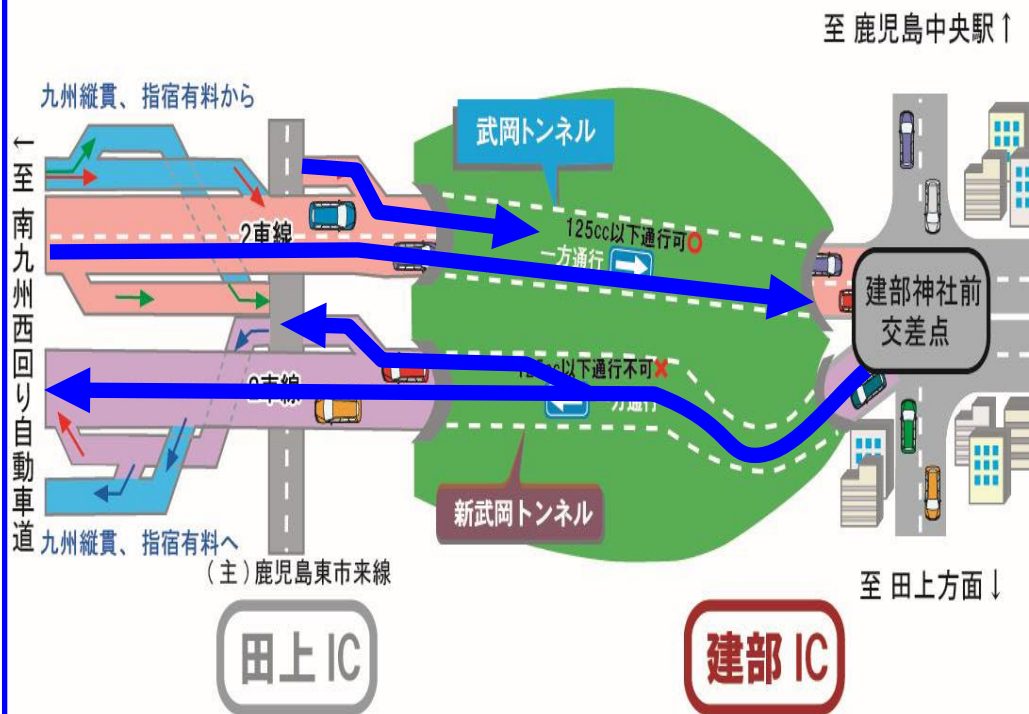 至 鹿児島中央駅↑
九州縦貫、指宿有料から
←至 南九州西回り自動車道
武岡トンネル
2車線
125cc以下通行可
一方通行
建部神社前
交差点
以下通行不可
方通行
車線
新武岡トンネル
九州縦貫、指宿有料へ
(主)鹿児島東市来線
至 田上方面↓
田上 IC
建部 IC